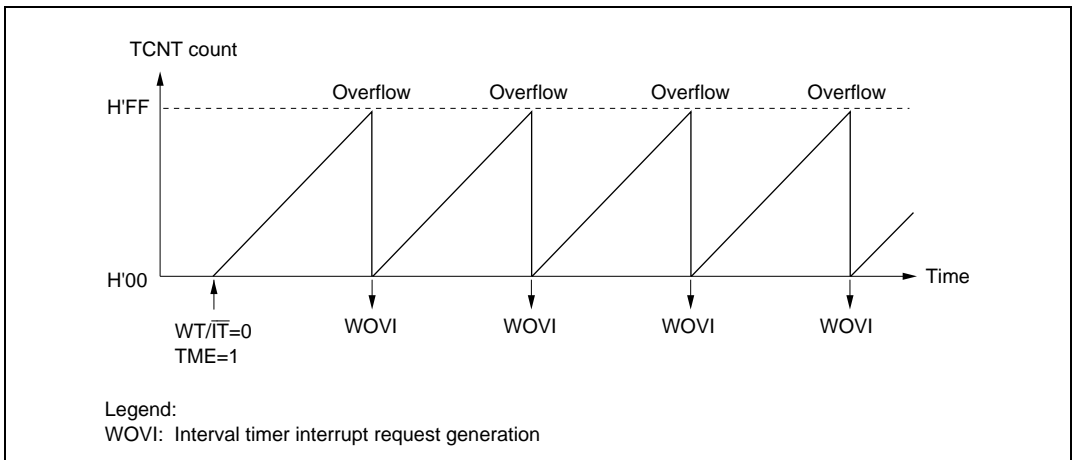 TCNT count
Overflow Overflow Overflow Overflow
H'FF
H'00
Time
WOVI WOVI WOVI WOVI
WT/I̅T̅=0
TME=1
Legend:
WOVI: Interval timer interrupt request generation